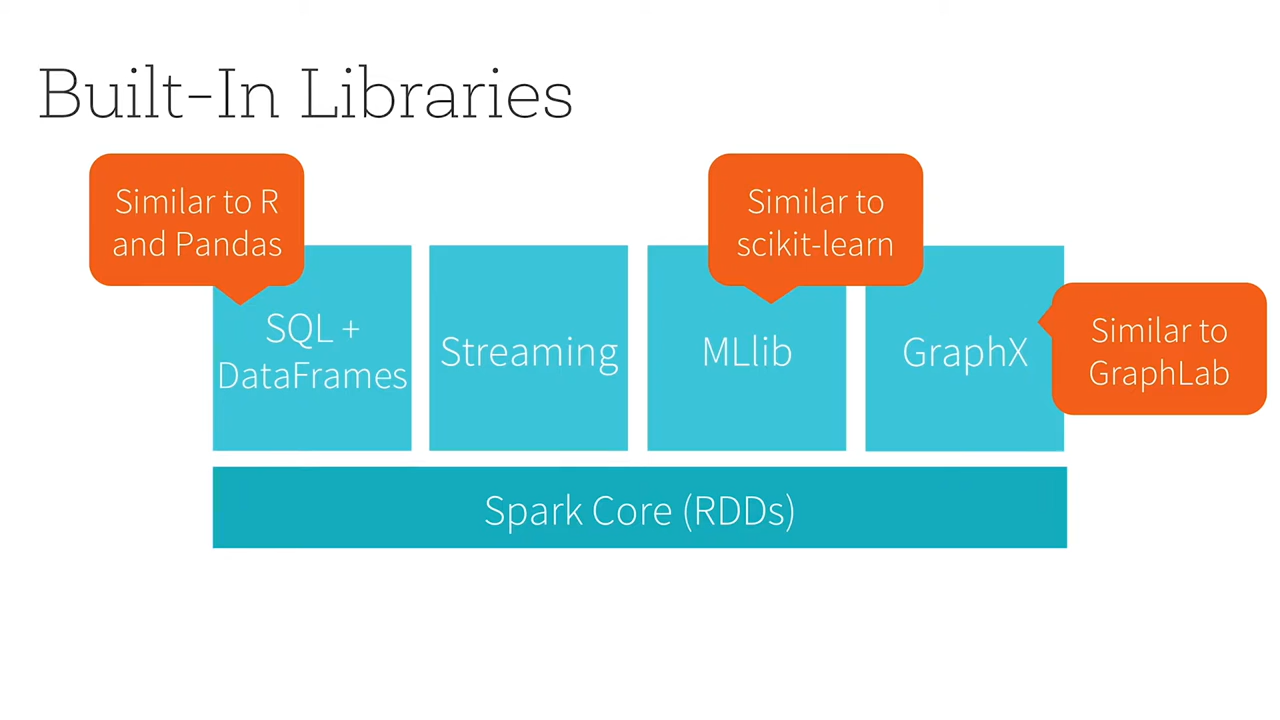 Built-In Libraries
Similar to R
and Pandas
Similar to
scikit-learn
SQL +
DataFrames
Streaming
MLlib
GraphX
Similar to
GraphLab
Spark Core (RDDs)